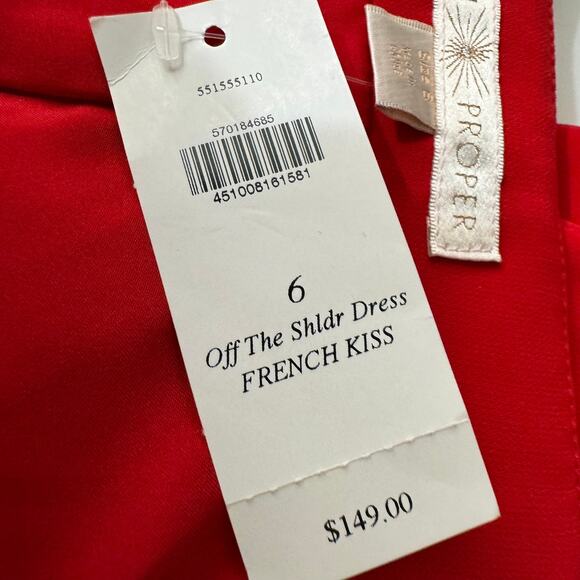 551555110
570184685
451008161581
6
Off The Shldr Dress
FRENCH KISS
$149.00
PROPER